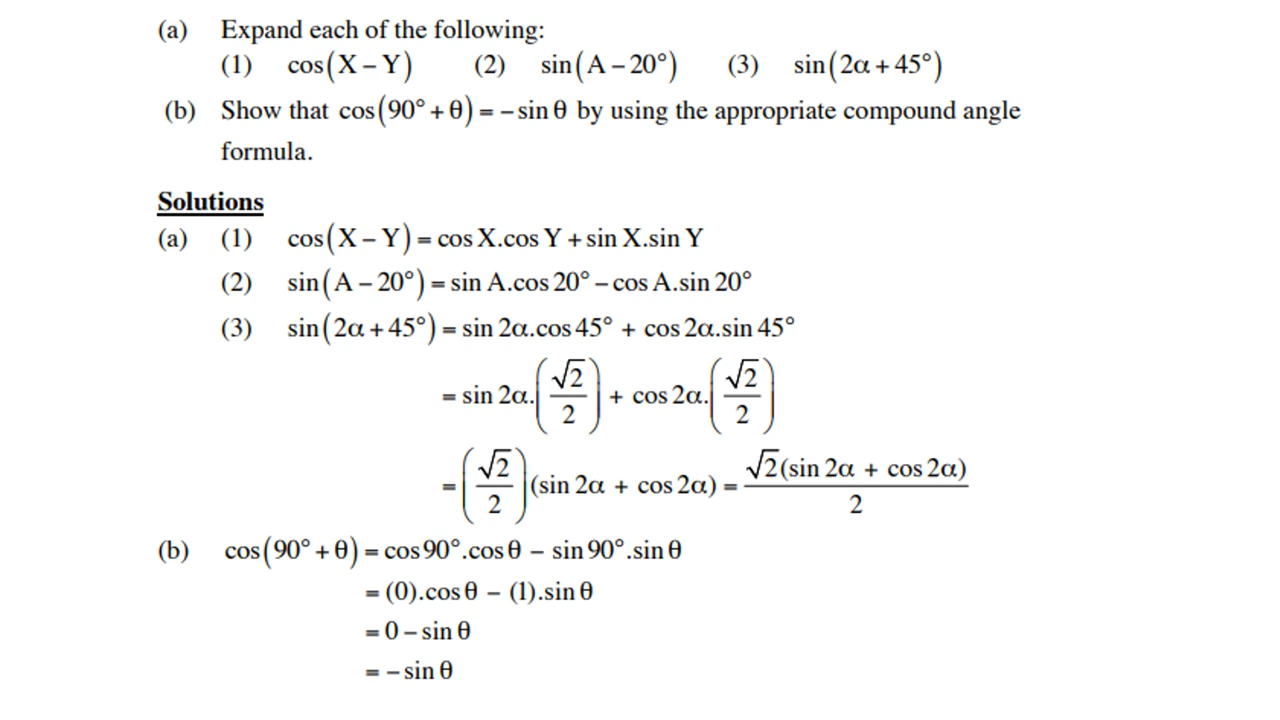 (a) Expand each of the following:
(1) cos(X − Y) (2) sin(A − 20°) (3) sin(2α + 45°)
(b) Show that cos(90° + θ) = − sin θ by using the appropriate compound angle
formula.
Solutions
(a) (1) cos(X − Y) = cos X.cos Y + sin X.sin Y
(2) sin(A − 20°) = sin A.cos 20° − cos A.sin 20°
(3) sin(2α + 45°) = sin 2α.cos 45° + cos 2α.sin 45°
= sin 2α.(√2/2) + cos 2α.(√2/2)
= (√2/2)(sin 2α + cos 2α) = √2(sin 2α + cos 2α)/2
(b) cos(90° + θ) = cos 90°.cos θ − sin 90°.sin θ
= (0).cos θ − (1).sin θ
= 0 − sin θ
= − sin θ